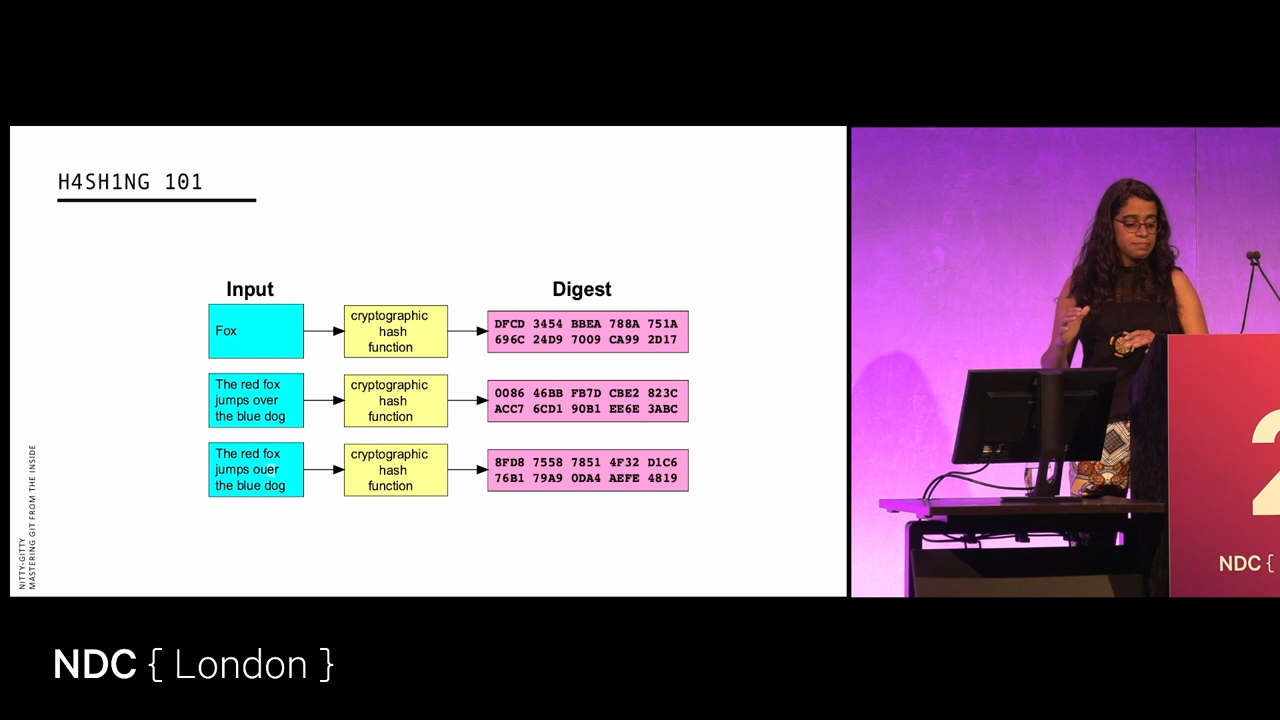 H4SH1NG 101
Input
Digest
Fox
cryptographic
hash
function
DFCD 3454 BBEA 788A 751A
696C 24D9 7009 CA99 2D17
The red fox
jumps over
the blue dog
cryptographic
hash
function
0086 46BB FB7D CBE2 823C
ACC7 6CD1 90B1 EE6E 3ABC
The red fox
jumps ouer
the blue dog
cryptographic
hash
function
8FD8 7558 7851 4F32 D1C6
76B1 79A9 0DA4 AEFE 4819
NITTY-GITTY
MASTERING GIT FROM THE INSIDE
2
NDC {
NDC { London }